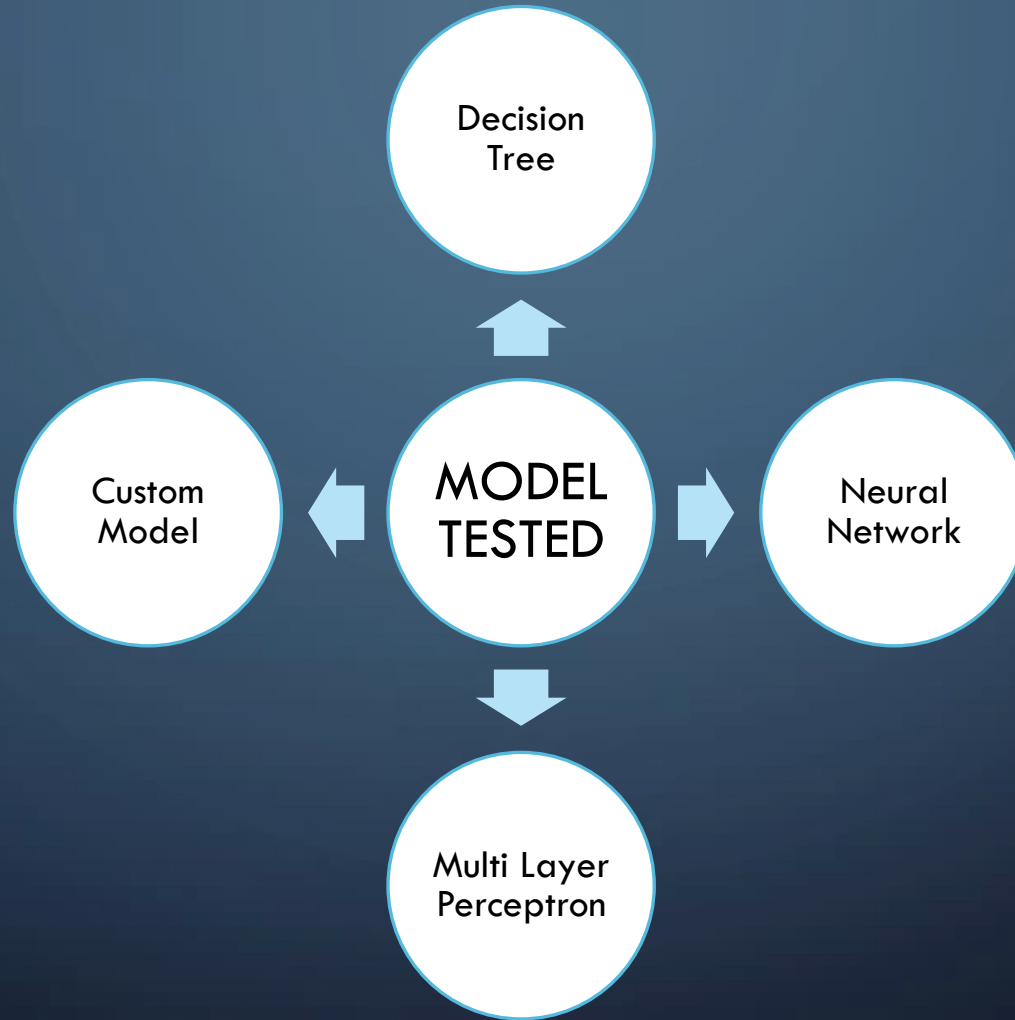 Decision
Tree
Custom
Model
MODEL
TESTED
Neural
Network
Multi Layer
Perceptron